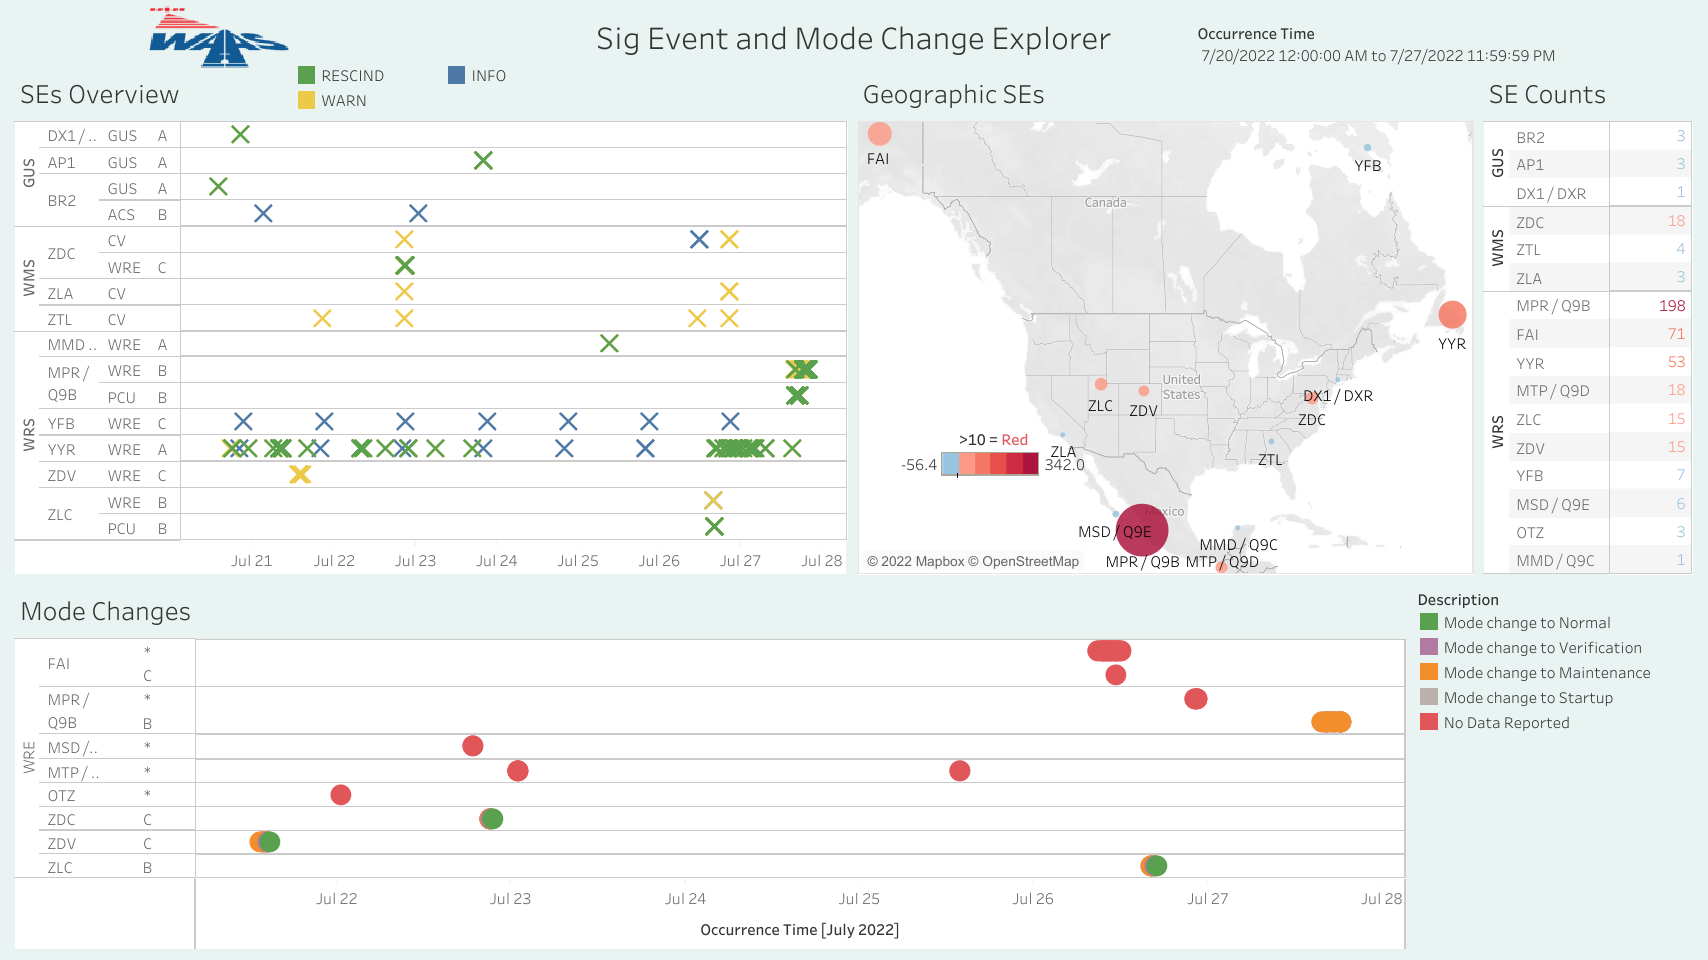 WAAS
Sig Event and Mode Change Explorer
Occurrence Time
7/20/2022 12:00:00 AM to 7/27/2022 11:59:59 PM
RESCIND
INFO
WARN
SEs Overview
GUS
DX1 / .. GUS A
AP1 GUS A
BR2 GUS A
ACS B
WMS
ZDC CV
WRE C
ZLA CV
ZTL CV
WRS
MMD .. WRE A
MPR / Q9B WRE B
PCU B
YFB WRE C
YYR WRE A
ZDV WRE C
ZLC WRE B
PCU B
Jul 21 Jul 22 Jul 23 Jul 24 Jul 25 Jul 26 Jul 27 Jul 28
Geographic SEs
FAI
YFB
Canada
YYR
United States
ZLC
ZDV
DX1 / DXR
ZDC
ZLA
ZTL
>10 = Red
-56.4 342.0
Mexico
MSD / Q9E
MMD / Q9C
MPR / Q9B
MTP / Q9D
© 2022 Mapbox © OpenStreetMap
SE Counts
GUS
BR2 3
AP1 3
DX1 / DXR 1
WMS
ZDC 18
ZTL 4
ZLA 3
WRS
MPR / Q9B 198
FAI 71
YYR 53
MTP / Q9D 18
ZLC 15
ZDV 15
YFB 7
MSD / Q9E 6
OTZ 3
MMD / Q9C 1
Mode Changes
WRE
FAI *
C
MPR / Q9B *
B
MSD /.. *
MTP / .. *
OTZ *
ZDC C
ZDV C
ZLC B
Jul 22 Jul 23 Jul 24 Jul 25 Jul 26 Jul 27 Jul 28
Occurrence Time [July 2022]
Description
Mode change to Normal
Mode change to Verification
Mode change to Maintenance
Mode change to Startup
No Data Reported